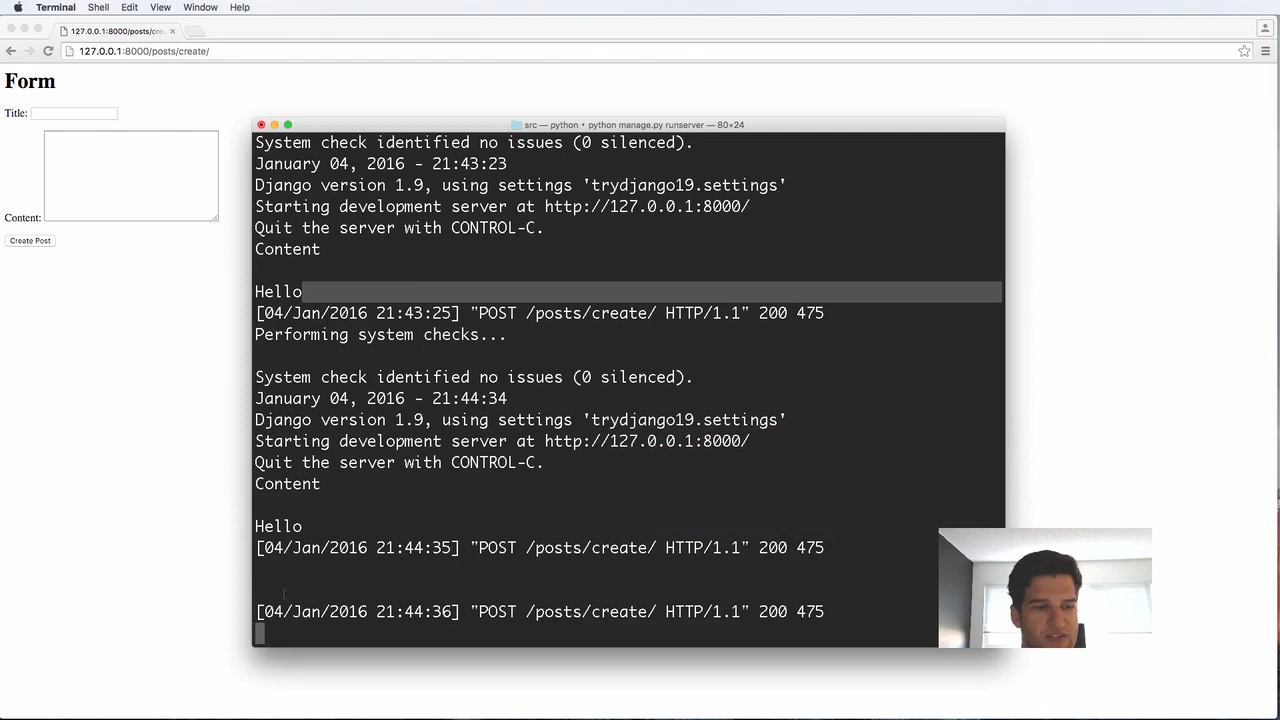 Terminal Shell Edit View Window Help
127.0.0.1:8000/posts/cre
127.0.0.1:8000/posts/create/
Form
Title:
Content:
Create Post
src — python • python manage.py runserver — 80×24
System check identified no issues (0 silenced).
January 04, 2016 - 21:43:23
Django version 1.9, using settings 'trydjango19.settings'
Starting development server at http://127.0.0.1:8000/
Quit the server with CONTROL-C.
Content
Hello
[04/Jan/2016 21:43:25] "POST /posts/create/ HTTP/1.1" 200 475
Performing system checks...
System check identified no issues (0 silenced).
January 04, 2016 - 21:44:34
Django version 1.9, using settings 'trydjango19.settings'
Starting development server at http://127.0.0.1:8000/
Quit the server with CONTROL-C.
Content
Hello
[04/Jan/2016 21:44:35] "POST /posts/create/ HTTP/1.1" 200 475
[04/Jan/2016 21:44:36] "POST /posts/create/ HTTP/1.1" 200 475